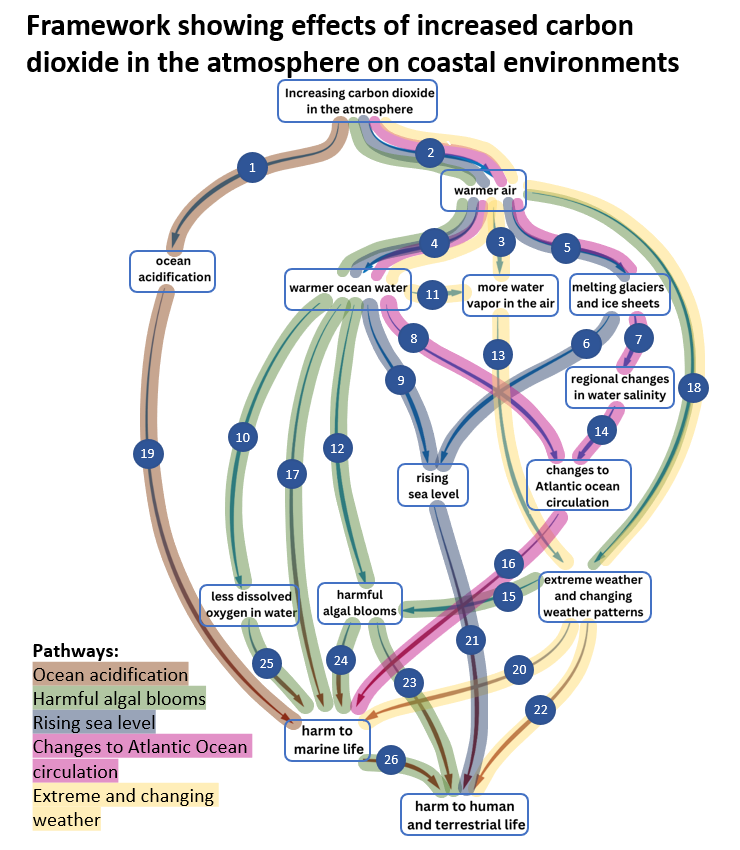 Framework showing effects of increased carbon
dioxide in the atmosphere on coastal environments
Increasing carbon dioxide
in the atmosphere
2
1
warmer air
3
4
5
ocean
acidification
warmer ocean water
11
more water
vapor in the air
melting glaciers
and ice sheets
8
6
7
13
9
regional changes
in water salinity
18
10
12
14
19
17
rising
sea level
changes to
Atlantic ocean
circulation
16
15
less dissolved
oxygen in water
harmful
algal blooms
extreme weather
and changing
weather patterns
21
25
24
20
23
22
Pathways:
Ocean acidification
Harmful algal blooms
Rising sea level
Changes to Atlantic Ocean
circulation
Extreme and changing
weather
harm to
marine life
26
harm to human
and terrestrial life